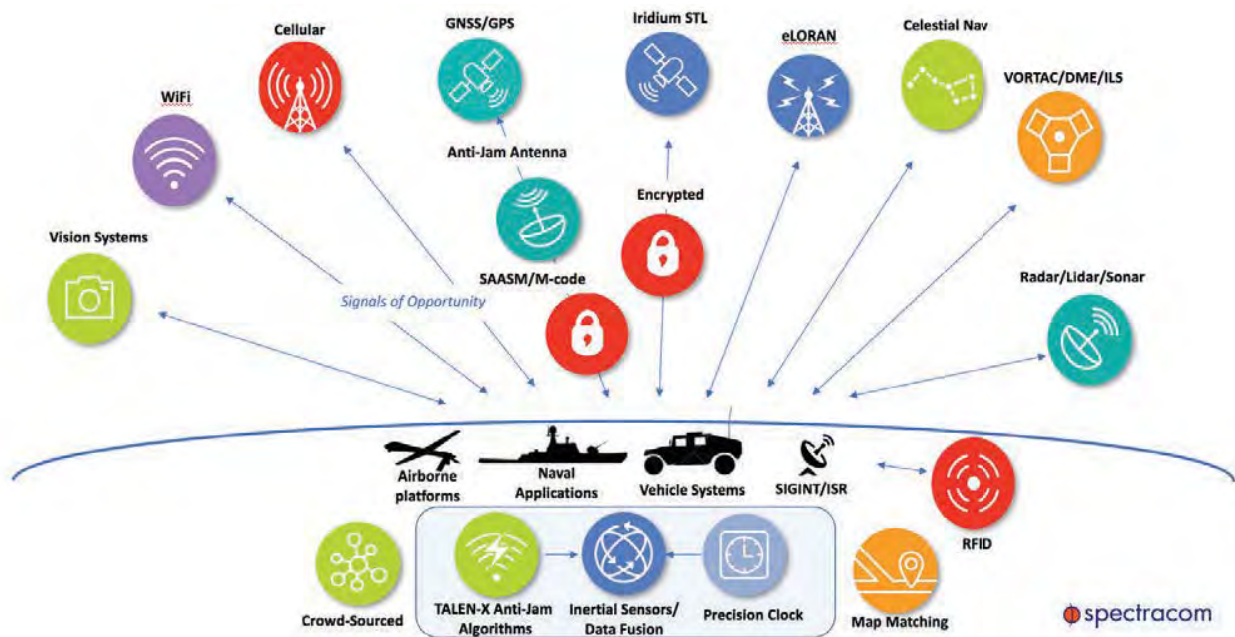 Cellular
GNSS/GPS
Iridium STL
eLORAN
Celestial Nav
VORTAC/DME/ILS
WiFi
Anti-Jam Antenna
Encrypted
Vision Systems
SAASM/M-code
Radar/Lidar/Sonar
Signals of Opportunity
Airborne
platforms
Naval
Applications
Vehicle Systems
SIGINT/ISR
RFID
Crowd-Sourced
TALEN-X Anti-Jam
Algorithms
Inertial Sensors/
Data Fusion
Precision Clock
Map Matching
spectracom